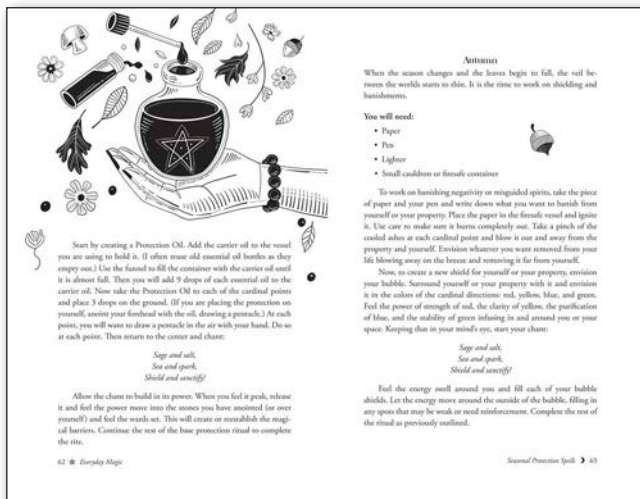 Start by creating a Protection Oil. Add the carrier oil to the vessel
you are using to hold it. (I often reuse old essential oil bottles as they
empty out.) Use the funnel to fill the container with the carrier oil until
it is almost full. Then you will add 9 drops of each essential oil to the
carrier oil. Now take the Protection Oil to each of the cardinal points
and place 3 drops on the ground. (If you are placing the protection on
yourself, anoint your forehead with the oil, drawing a pentacle.) At each
point, you will want to draw a pentacle in the air with your hand. Do so
at each point. Then return to the center and chant:
Sage and salt,
Sea and spark,
Shield and sanctify!
Allow the chant to build in its power. When you feel it peak, release
it and feel the power move into the stones you have anointed (or over
yourself) and feel the wards set. This will create or reestablish the magi-
cal barriers. Continue the rest of the base protection ritual to complete
the rite.
62 Everyday Magic
Autumn
When the season changes and the leaves begin to fall, the veil be-
tween the worlds starts to thin. It is the time to work on shielding and
banishments.
You will need:
• Paper
• Pen
• Lighter
• Small cauldron or firesafe container
To work on banishing negativity or misguided spirits, take the piece
of paper and your pen and write down what you want to banish from
yourself or your property. Place the paper in the firesafe vessel and ignite
it. Use care to make sure it burns completely out. Take a pinch of the
cooled ashes at each cardinal point and blow it out and away from the
property and yourself. Envision whatever you want removed from your
life blowing away on the breeze and removing it far from yourself.
Now, to create a new shield for yourself or your property, envision
your bubble. Surround yourself or your property with it and envision
it in the colors of the cardinal directions: red, yellow, blue, and green.
Feel the power of strength of red, the clarity of yellow, the purification
of blue, and the stability of green infusing in and around you or your
space. Keeping that in your mind's eye, start your chant:
Sage and salt,
Sea and spark,
Shield and sanctify!
Feel the energy swell around you and fill each of your bubble
shields. Let the energy move around the outside of the bubble, filling in
any spots that may be weak or need reinforcement. Complete the rest of
the ritual as previously outlined.
Seasonal Protection Spells 63